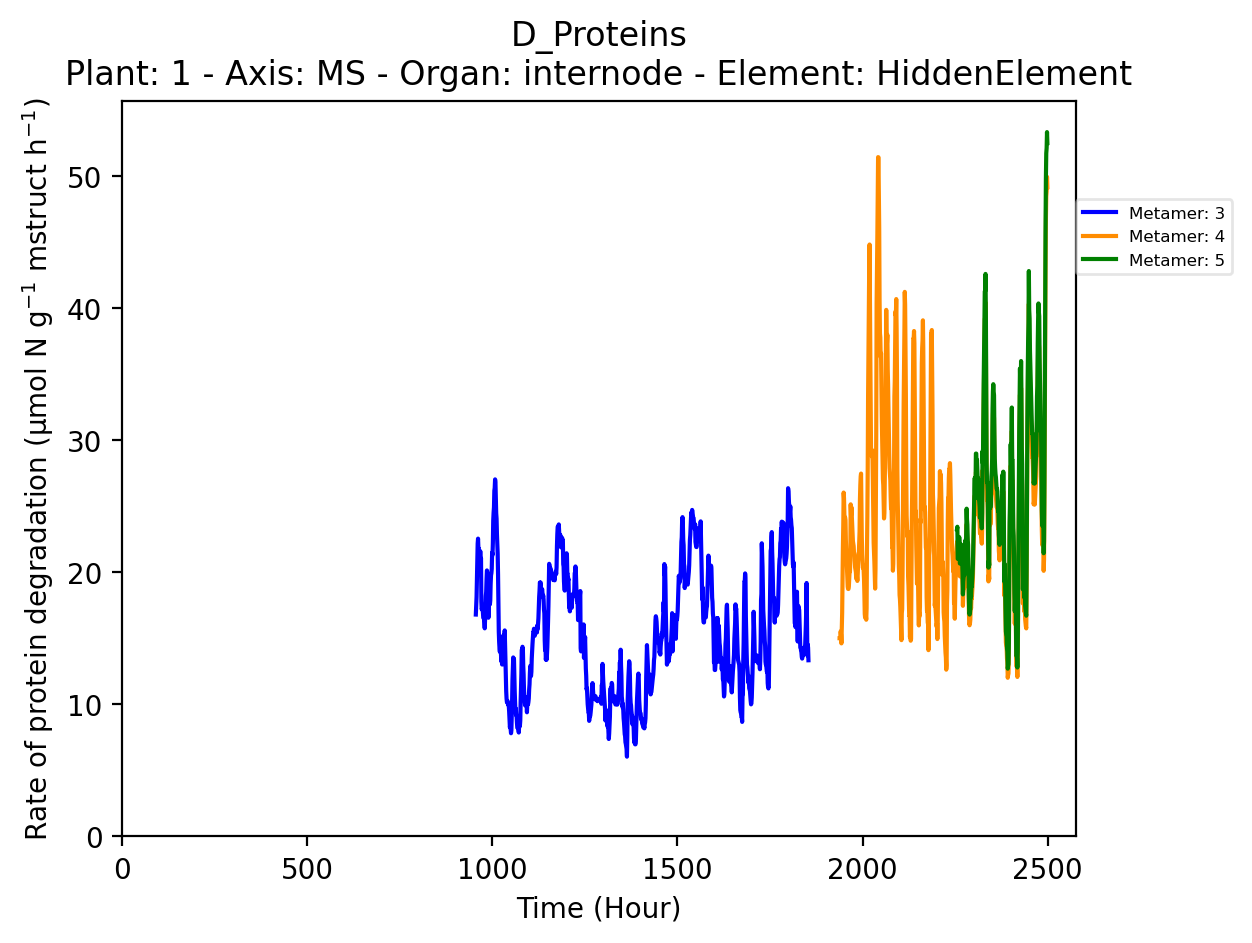 D_Proteins
Plant: 1 - Axis: MS - Organ: internode - Element: HiddenElement
Rate of protein degradation (µmol N g⁻¹ mstruct h⁻¹)
50
40
30
20
10
0
Metamer: 3
Metamer: 4
Metamer: 5
0 500 1000 1500 2000 2500
Time (Hour)